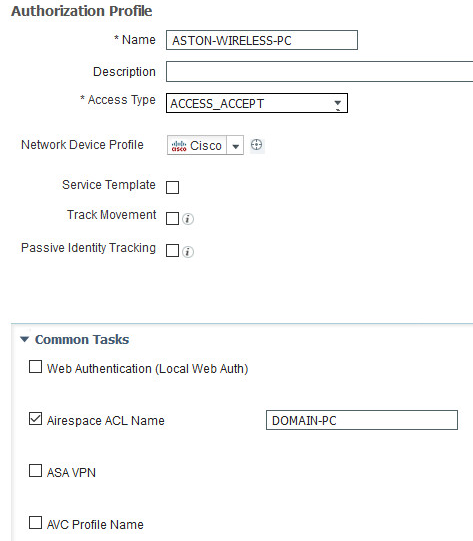 Authorization Profile
* Name ASTON-WIRELESS-PC
Description
* Access Type ACCESS_ACCEPT
Network Device Profile Cisco
Service Template
Track Movement
Passive Identity Tracking
Common Tasks
Web Authentication (Local Web Auth)
Airespace ACL Name DOMAIN-PC
ASA VPN
AVC Profile Name